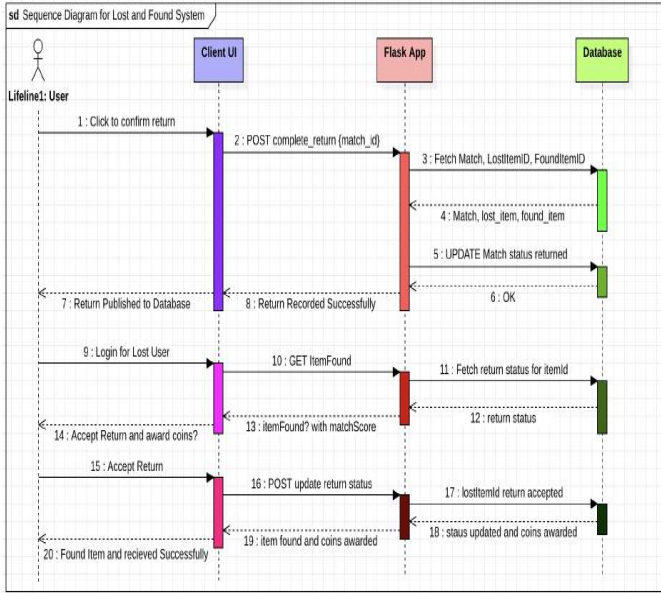 sd Sequence Diagram for Lost and Found System
Client UI
Flask App
Database
Lifeline1: User
1 : Click to confirm return
2 : POST complete_return {match_id}
3 : Fetch Match, LostItemID, FoundItemID
4 : Match, lost_item, found_item
5 : UPDATE Match status returned
6 : OK
7 : Return Published to Database
8 : Return Recorded Successfully
9 : Login for Lost User
10 : GET ItemFound
11 : Fetch return status for itemId
12 : return status
13 : itemFound? with matchScore
14 : Accept Return and award coins?
15 : Accept Return
16 : POST update return status
17 : lostItemId return accepted
18 : staus updated and coins awarded
19 : item found and coins awarded
20 : Found Item and recieved Successfully